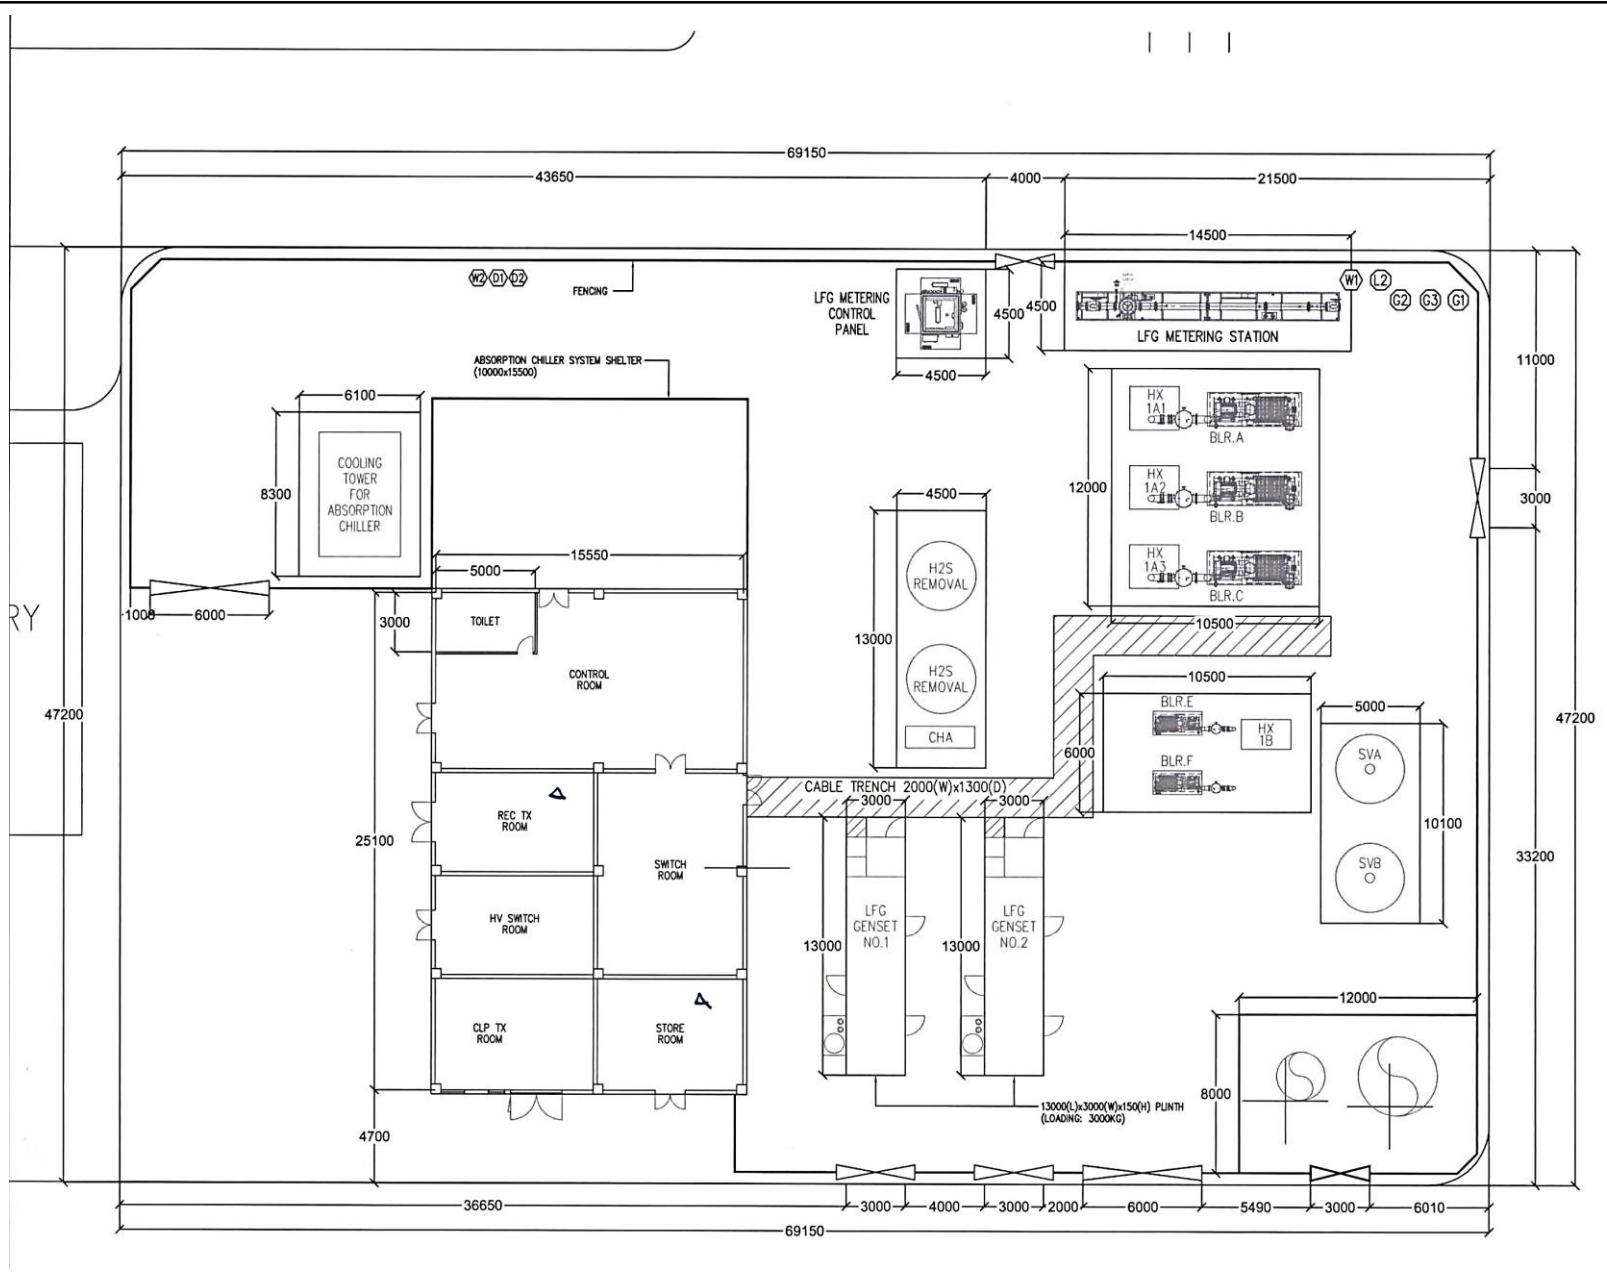 69150
43650
4000
21500
14500
W2
D1
D2
FENCING
LFG METERING
CONTROL
PANEL
4500
4500
4500
W1
L2
G2
G3
G1
LFG METERING STATION
ABSORPTION CHILLER SYSTEM SHELTER
(10000x15500)
11000
6100
8300
COOLING
TOWER
FOR
ABSORPTION
CHILLER
HX
1A1
BLR.A
12000
HX
1A2
BLR.B
HX
1A3
BLR.C
3000
4500
13000
H2S
REMOVAL
H2S
REMOVAL
CHA
15550
5000
1000
6000
3000
TOILET
CONTROL
ROOM
10500
10500
RY
47200
BLR.E
HX
1B
BLR.F
6000
5000
47200
SVA
SVB
10100
CABLE TRENCH 2000(W)x1300(D)
3000
3000
REC TX
ROOM
25100
SWITCH
ROOM
33200
HV SWITCH
ROOM
13000
LFG
GENSET
NO.1
13000
LFG
GENSET
NO.2
CLP TX
ROOM
STORE
ROOM
12000
8000
13000(L)x3000(W)x150(H) PLINTH
(LOADING: 3000KG)
4700
36650
3000
4000
3000
2000
6000
5490
3000
6010
69150